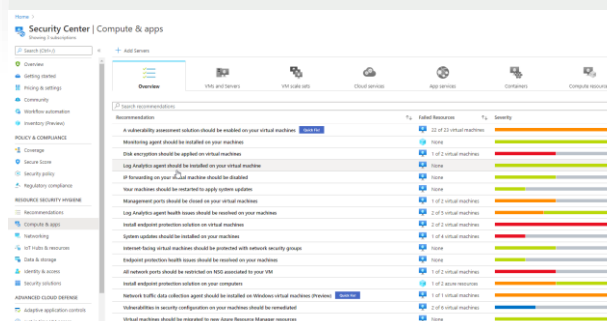 Home >
Security Center | Compute & apps
Showing 3 subscriptions
Search (Ctrl+/)
«
Overview
Getting started
Pricing & settings
Community
Workflow automation
Inventory (Preview)
POLICY & COMPLIANCE
Coverage
Secure Score
Security policy
Regulatory compliance
RESOURCE SECURITY HYGIENE
Recommendations
Compute & apps
Networking
IoT Hubs & resources
Data & storage
Identity & access
Security solutions
ADVANCED CLOUD DEFENSE
Adaptive application controls
+ Add Servers
Overview VMs and Servers VM scale sets Cloud services App services Containers Compute resource
Search recommendations
Recommendation Failed Resources Severity
A vulnerability assessment solution should be enabled on your virtual machines Quick Fix! 22 of 23 virtual machines
Monitoring agent should be installed on your machines None
Disk encryption should be applied on virtual machines 1 of 2 virtual machines
Log Analytics agent should be installed on your virtual machine None
IP forwarding on your virtual machine should be disabled None
Your machines should be restarted to apply system updates None
Management ports should be closed on your virtual machines 1 of 2 virtual machines
Log Analytics agent health issues should be resolved on your machines 2 of 3 virtual machines
Install endpoint protection solution on virtual machines 1 of 2 virtual machines
System updates should be installed on your machines 1 of 4 virtual machines
Internet-facing virtual machines should be protected with network security groups None
Endpoint protection health issues should be resolved on your machines None
All network ports should be restricted on NSG associated to your VM 1 of 2 virtual machines
Install endpoint protection solution on your computers 1 of 2 azure resources
Network traffic data collection agent should be installed on Windows virtual machines (Preview) Quick Fix! 1 of 1 virtual machines
Vulnerabilities in security configuration on your machines should be remediated 2 of 6 virtual machines
Virtual machines should be migrated to new Azure Resource Manager resources None